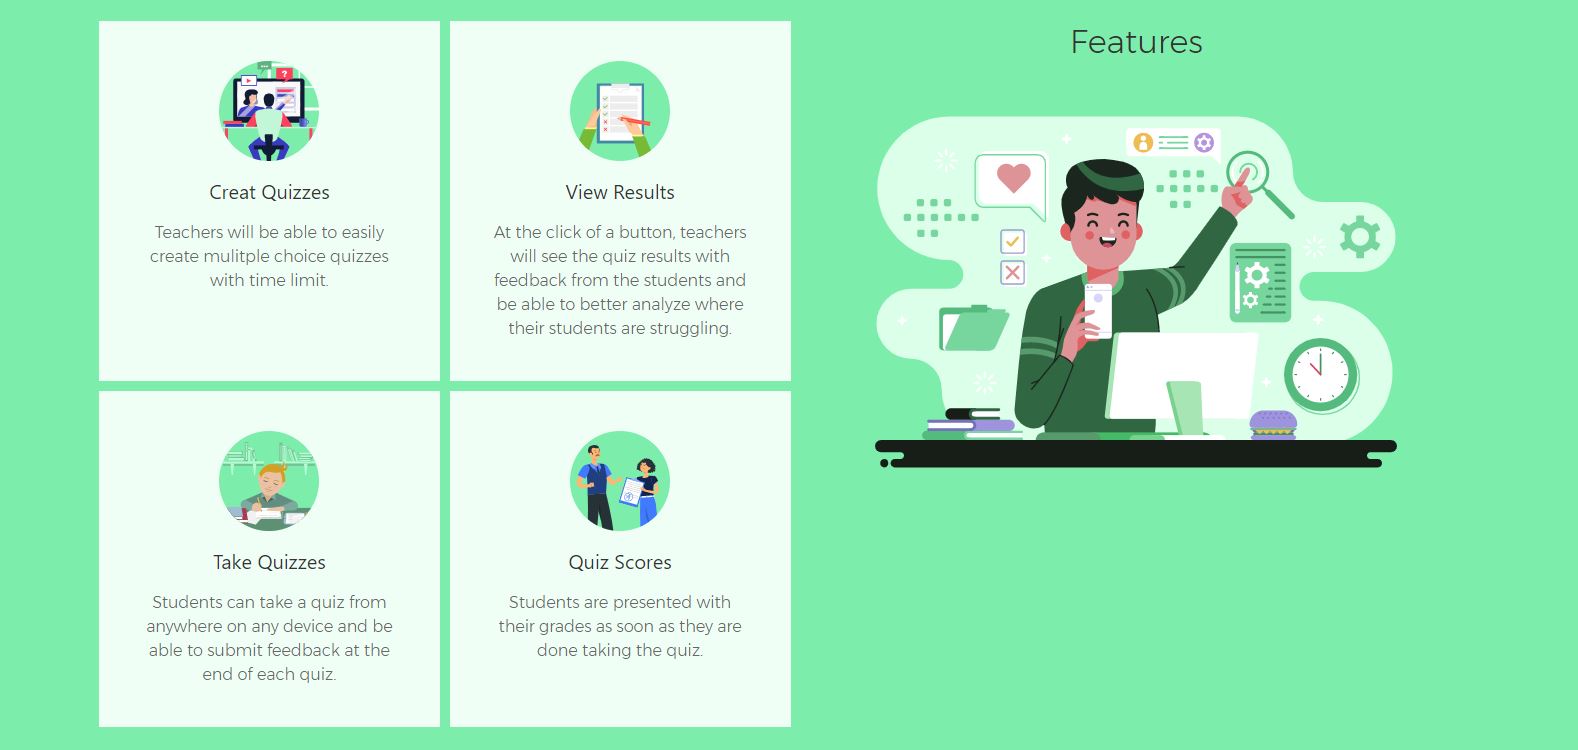 Creat Quizzes
Teachers will be able to easily
create mulitple choice quizzes
with time limit.
View Results
At the click of a button, teachers
will see the quiz results with
feedback from the students and
be able to better analyze where
their students are struggling.
Take Quizzes
Students can take a quiz from
anywhere on any device and be
able to submit feedback at the
end of each quiz.
Quiz Scores
Students are presented with
their grades as soon as they are
done taking the quiz.
Features